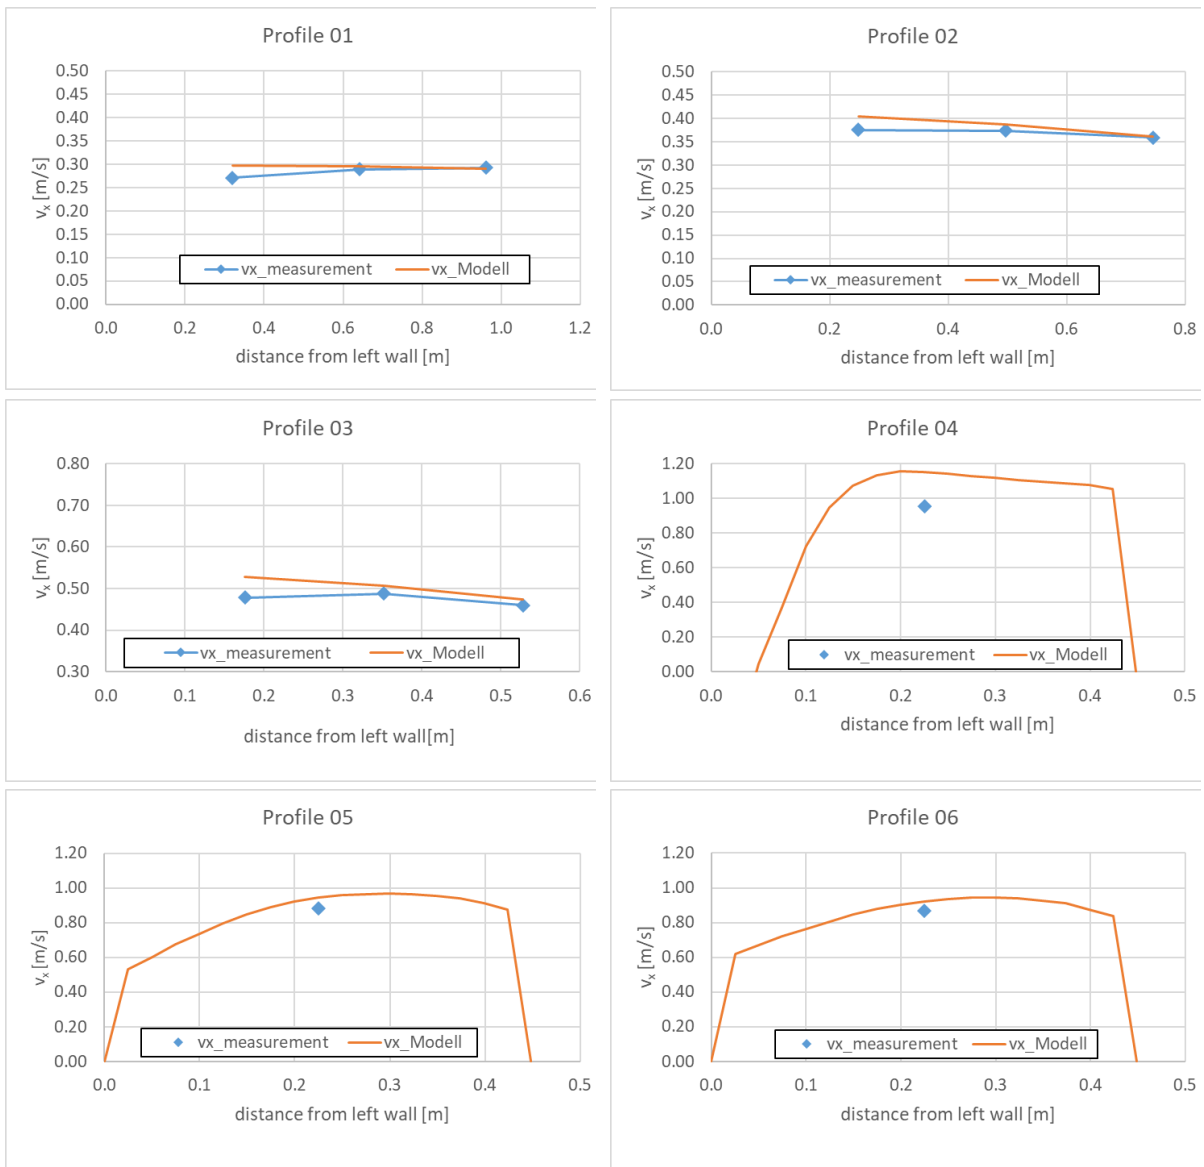 Profile 01
0.50
0.45
0.40
0.35
0.30
0.25
0.20
0.15
0.10
0.05
0.00
vx [m/s]
vx_measurement vx_Modell
0.0 0.2 0.4 0.6 0.8 1.0 1.2
distance from left wall [m]
Profile 02
0.50
0.45
0.40
0.35
0.30
0.25
0.20
0.15
0.10
0.05
0.00
vx [m/s]
vx_measurement vx_Modell
0.0 0.2 0.4 0.6 0.8
distance from left wall [m]
Profile 03
0.80
0.70
0.60
0.50
0.40
0.30
vx [m/s]
vx_measurement vx_Modell
0.0 0.1 0.2 0.3 0.4 0.5 0.6
distance from left wall[m]
Profile 04
1.20
1.00
0.80
0.60
0.40
0.20
0.00
vx [m/s]
vx_measurement vx_Modell
0.0 0.1 0.2 0.3 0.4 0.5
distance from left wall [m]
Profile 05
1.20
1.00
0.80
0.60
0.40
0.20
0.00
vx [m/s]
vx_measurement vx_Modell
0.0 0.1 0.2 0.3 0.4 0.5
distance from left wall [m]
Profile 06
1.20
1.00
0.80
0.60
0.40
0.20
0.00
vx [m/s]
vx_measurement vx_Modell
0.0 0.1 0.2 0.3 0.4 0.5
distance from left wall [m]